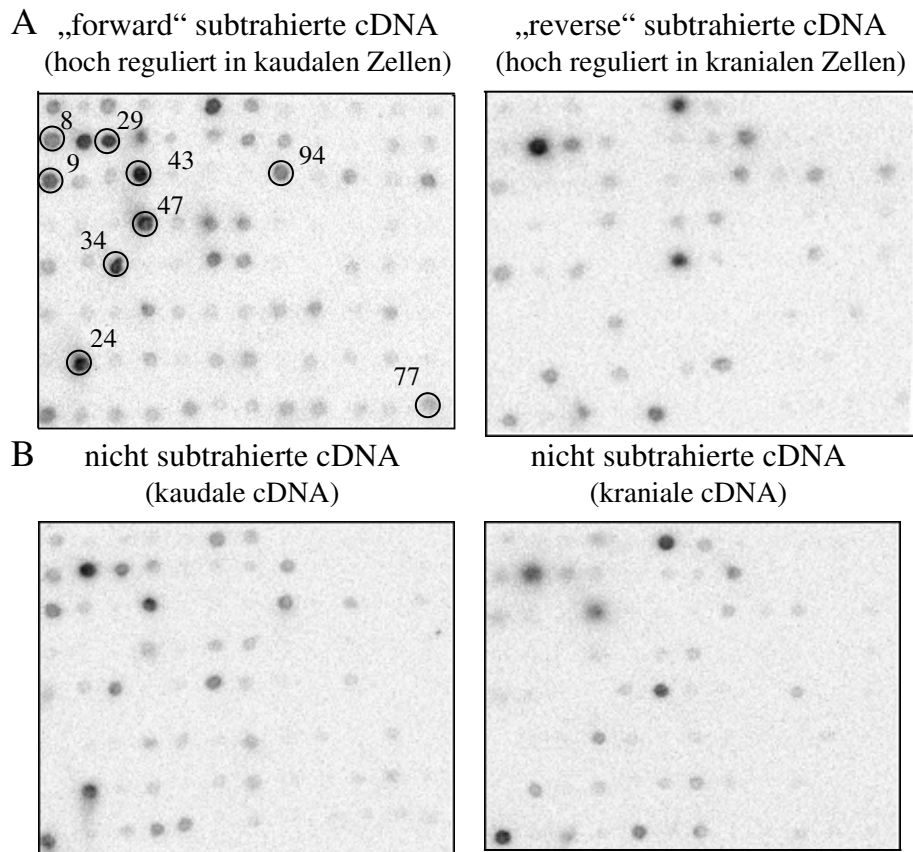 A „forward“ subtrahierte cDNA
(hoch reguliert in kaudalen Zellen)
„reverse“ subtrahierte cDNA
(hoch reguliert in kranialen Zellen)
8
29
9
43
94
47
34
24
77
B nicht subtrahierte cDNA
(kaudale cDNA)
nicht subtrahierte cDNA
(kraniale cDNA)